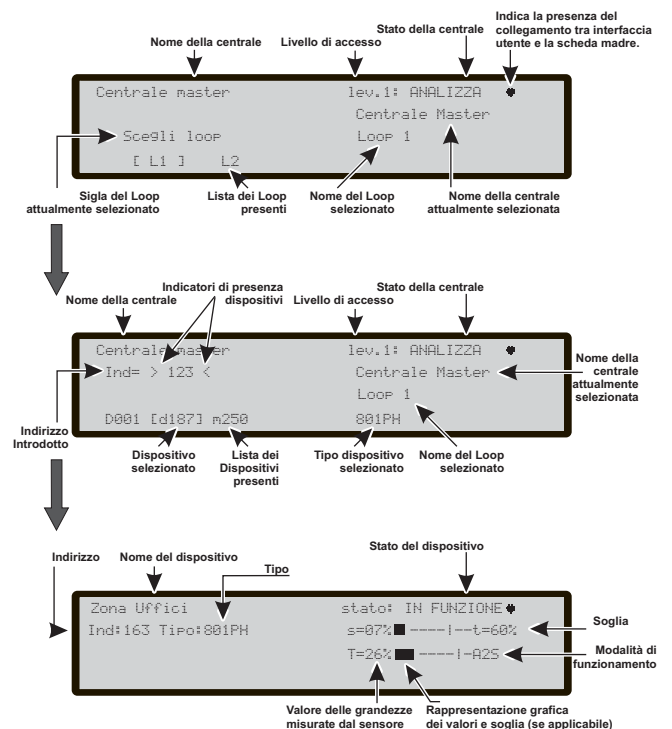 Indica la presenza del
collegamento tra interfaccia
utente e la scheda madre.
Stato della centrale
Nome della centrale
Livello di accesso
Centrale master
lev.1: ANALIZZA
Centrale Master
Scegli loop
Loop 1
[ L1 ] L2
Sigla del Loop
attualmente selezionato
Lista dei Loop
presenti
Nome del Loop
selezionato
Nome della centrale
attualmente selezionata
Indicatori di presenza
dispositivi
Stato della centrale
Nome della centrale
Livello di accesso
Centrale master
lev.1: ANALIZZA
Ind= > 123 <
Centrale Master
Loop 1
D001 [d187] m250
801PH
Nome della
centrale
attualmente
selezionata
Indirizzo
Introdotto
Dispositivo
selezionato
Lista dei
Dispositivi
presenti
Tipo dispositivo
selezionato
Nome del Loop
selezionato
Stato del dispositivo
Indirizzo
Nome del dispositivo
Tipo
Zona Uffici
stato: IN FUNZIONE
Ind:163 Tipo:801PH
s=07% ----|--t=60%
T=26% ----|-A2S
Soglia
Modalità di
funzionamento
Valore delle grandezze
misurate dal sensore
Rappresentazione grafica
dei valori e soglia (se applicabile)